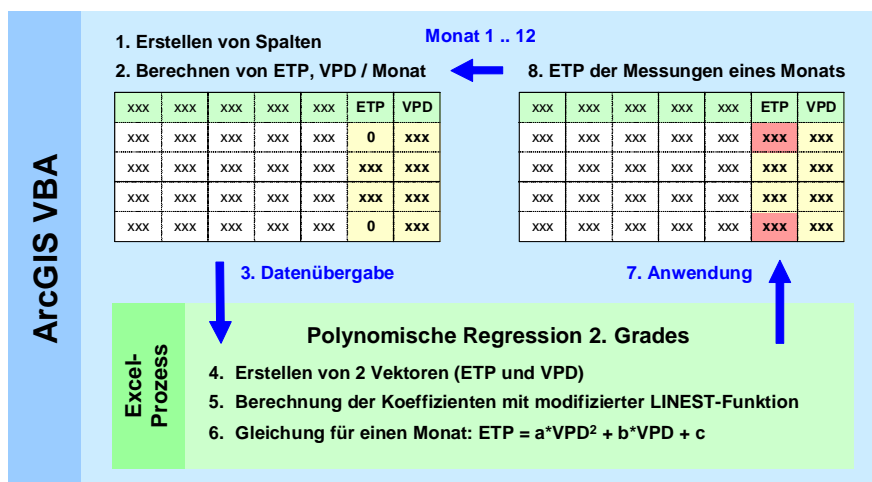 ArcGIS VBA
1. Erstellen von Spalten
Monat 1 .. 12
2. Berechnen von ETP, VPD / Monat
8. ETP der Messungen eines Monats
xxx xxx xxx xxx xxx ETP VPD
xxx xxx xxx xxx xxx 0 xxx
xxx xxx xxx xxx xxx xxx xxx
xxx xxx xxx xxx xxx xxx xxx
xxx xxx xxx xxx xxx 0 xxx
xxx xxx xxx xxx xxx ETP VPD
xxx xxx xxx xxx xxx xxx xxx
xxx xxx xxx xxx xxx xxx xxx
xxx xxx xxx xxx xxx xxx xxx
xxx xxx xxx xxx xxx xxx xxx
3. Datenübergabe
7. Anwendung
Excel-
Prozess
Polynomische Regression 2. Grades
4. Erstellen von 2 Vektoren (ETP und VPD)
5. Berechnung der Koeffizienten mit modifizierter LINEST-Funktion
6. Gleichung für einen Monat: ETP = a*VPD² + b*VPD + c